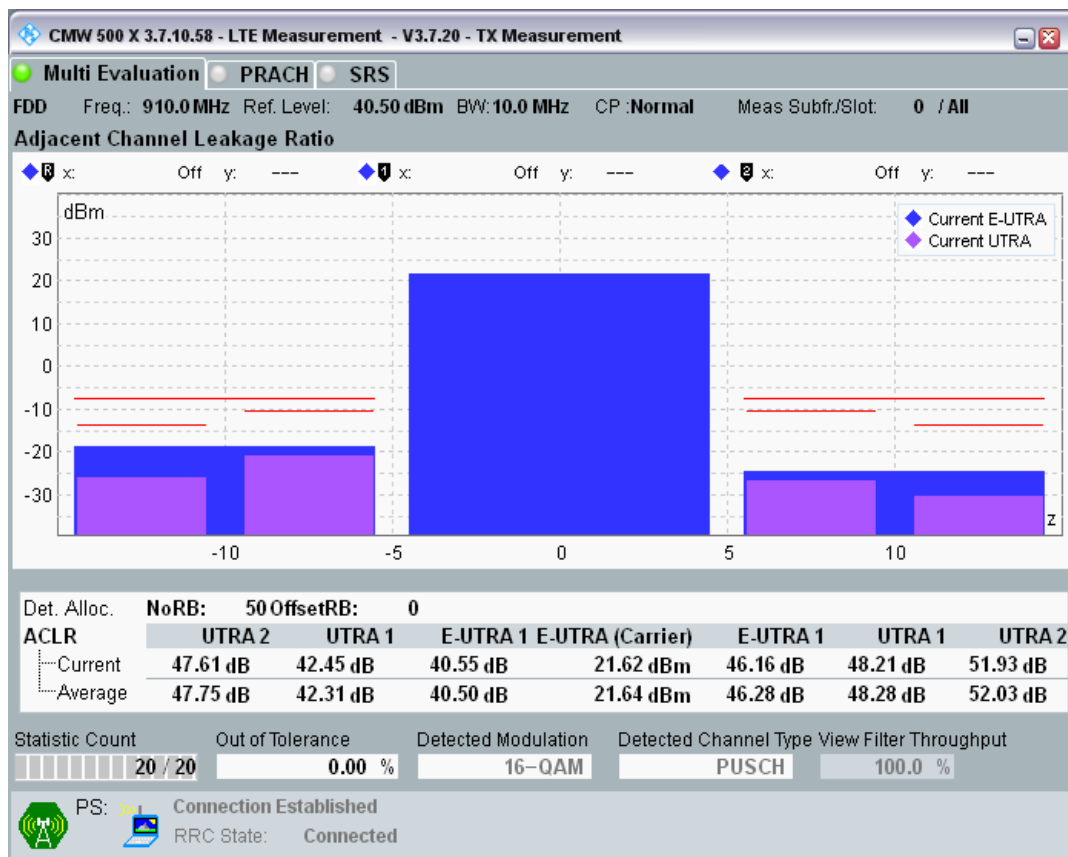 CMW 500 X 3.7.10.58 - LTE Measurement - V3.7.20 - TX Measurement
Multi Evaluation PRACH SRS
FDD Freq.: 910.0 MHz Ref. Level: 40.50 dBm BW: 10.0 MHz CP :Normal Meas Subfr./Slot: 0 / All
Adjacent Channel Leakage Ratio
R x: Off y: --- 1 x: Off y: --- 2 x: Off y: ---
dBm
Current E-UTRA
Current UTRA
30
20
10
0
-10
-20
-30
z
-10 -5 0 5 10
Det. Alloc. NoRB: 50 OffsetRB: 0
ACLR UTRA 2 UTRA 1 E-UTRA 1 E-UTRA (Carrier) E-UTRA 1 UTRA 1 UTRA 2
Current 47.61 dB 42.45 dB 40.55 dB 21.62 dBm 46.16 dB 48.21 dB 51.93 dB
Average 47.75 dB 42.31 dB 40.50 dB 21.64 dBm 46.28 dB 48.28 dB 52.03 dB
Statistic Count Out of Tolerance Detected Modulation Detected Channel Type View Filter Throughput
20 / 20 0.00 % 16-QAM PUSCH 100.0 %
PS: Connection Established
RRC State: Connected